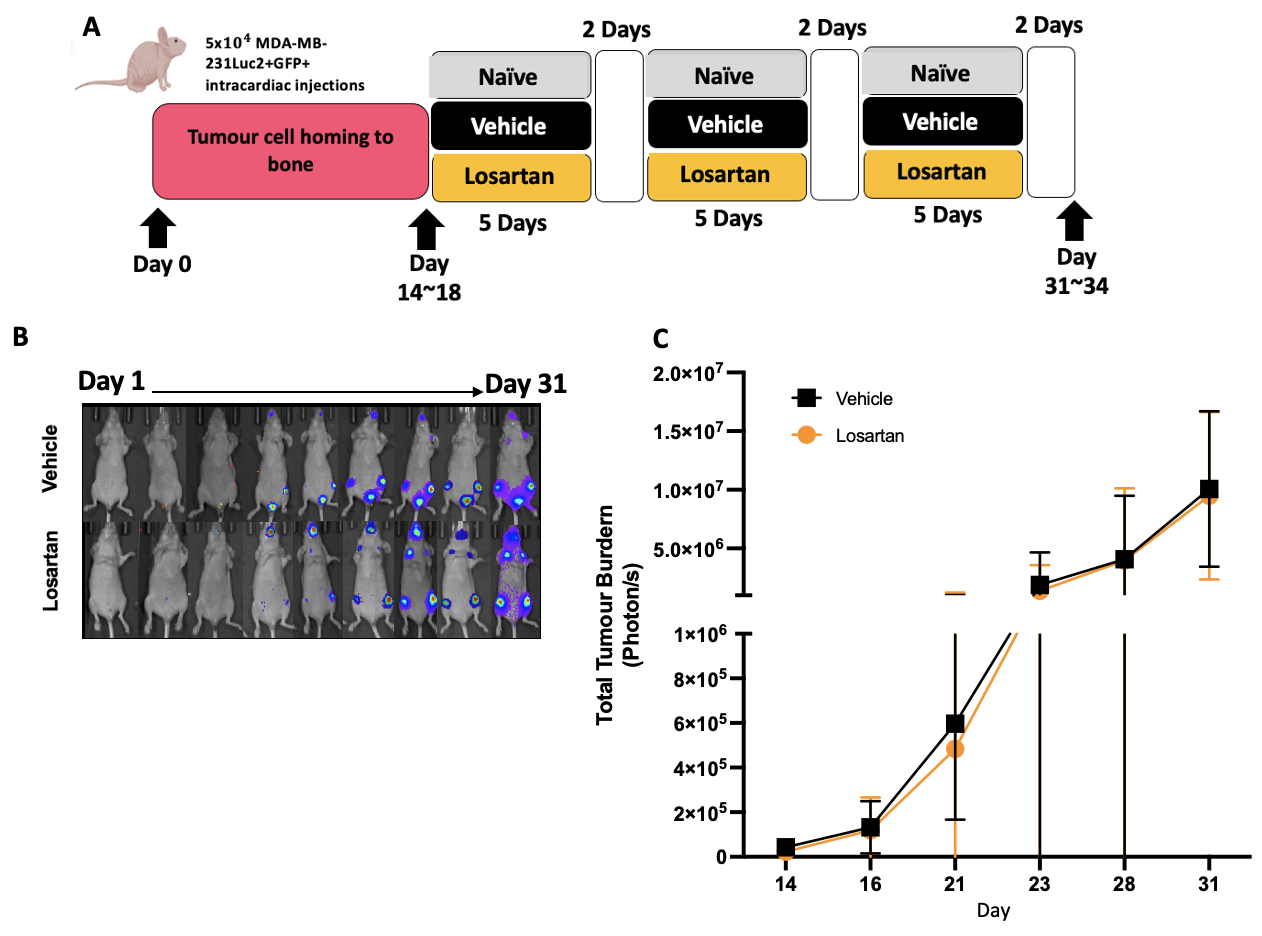 A
5x10⁴ MDA-MB-
231Luc2+GFP+
intracardiac injections
2 Days
2 Days
2 Days
Naïve
Naïve
Naïve
Vehicle
Vehicle
Vehicle
Tumour cell homing to
bone
Losartan
Losartan
Losartan
5 Days
5 Days
5 Days
Day 0
Day
14~18
Day
31~34
B
Day 1
Day 31
Vehicle
Losartan
C
Vehicle
Losartan
Total Tumour Burdern
(Photon/s)
2.0×10⁷
1.5×10⁷
1.0×10⁷
5.0×10⁶
1×10⁶
8×10⁵
6×10⁵
4×10⁵
2×10⁵
0
14 16 21 23 28 31
Day